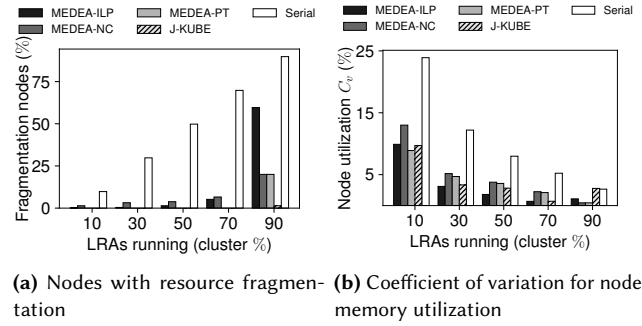 MEDEA-ILP MEDEA-PT Serial
MEDEA-NC J-KUBE
Fragmentation nodes (%)
75
50
25
0
10 30 50 70 90
LRAs running (cluster %)
(a) Nodes with resource fragmen-
tation
MEDEA-ILP MEDEA-PT Serial
MEDEA-NC J-KUBE
Node utilization Cv (%)
25
15
5
10 30 50 70 90
LRAs running (cluster %)
(b) Coefficient of variation for node
memory utilization